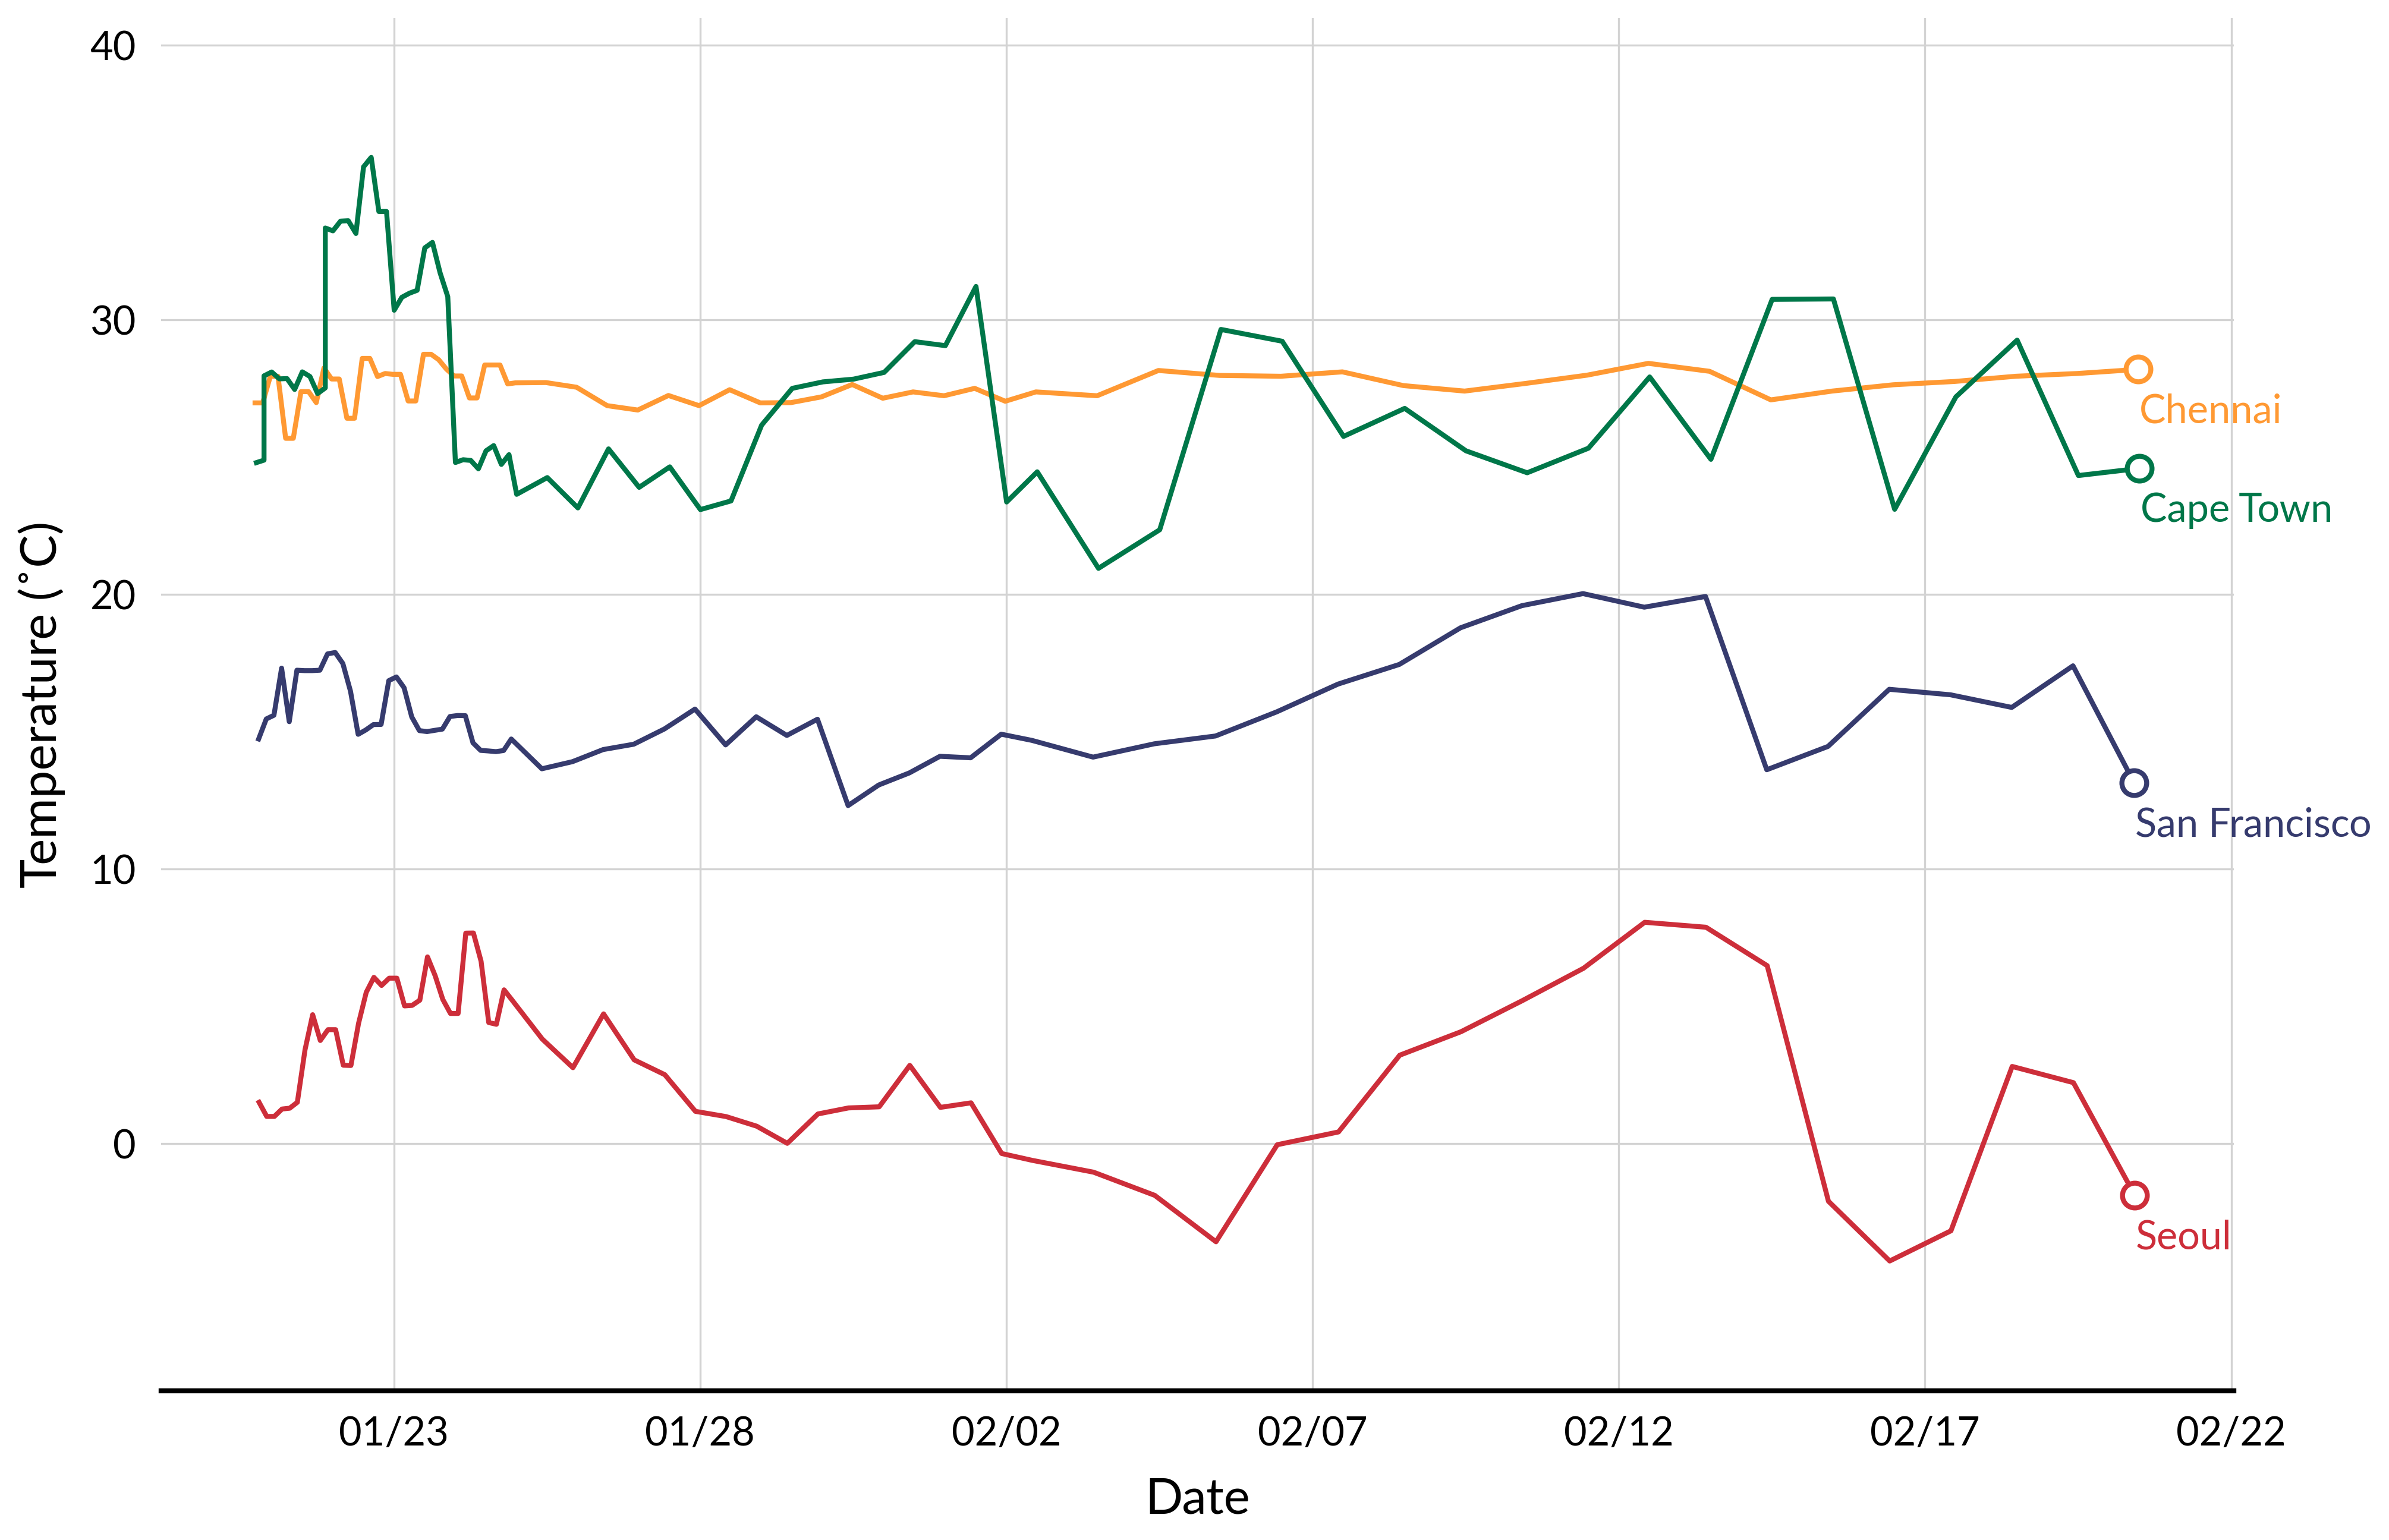 40
30
20
10
0
Temperature (°C)
Chennai
Cape Town
San Francisco
Seoul
01/23 01/28 02/02 02/07 02/12 02/17 02/22
Date